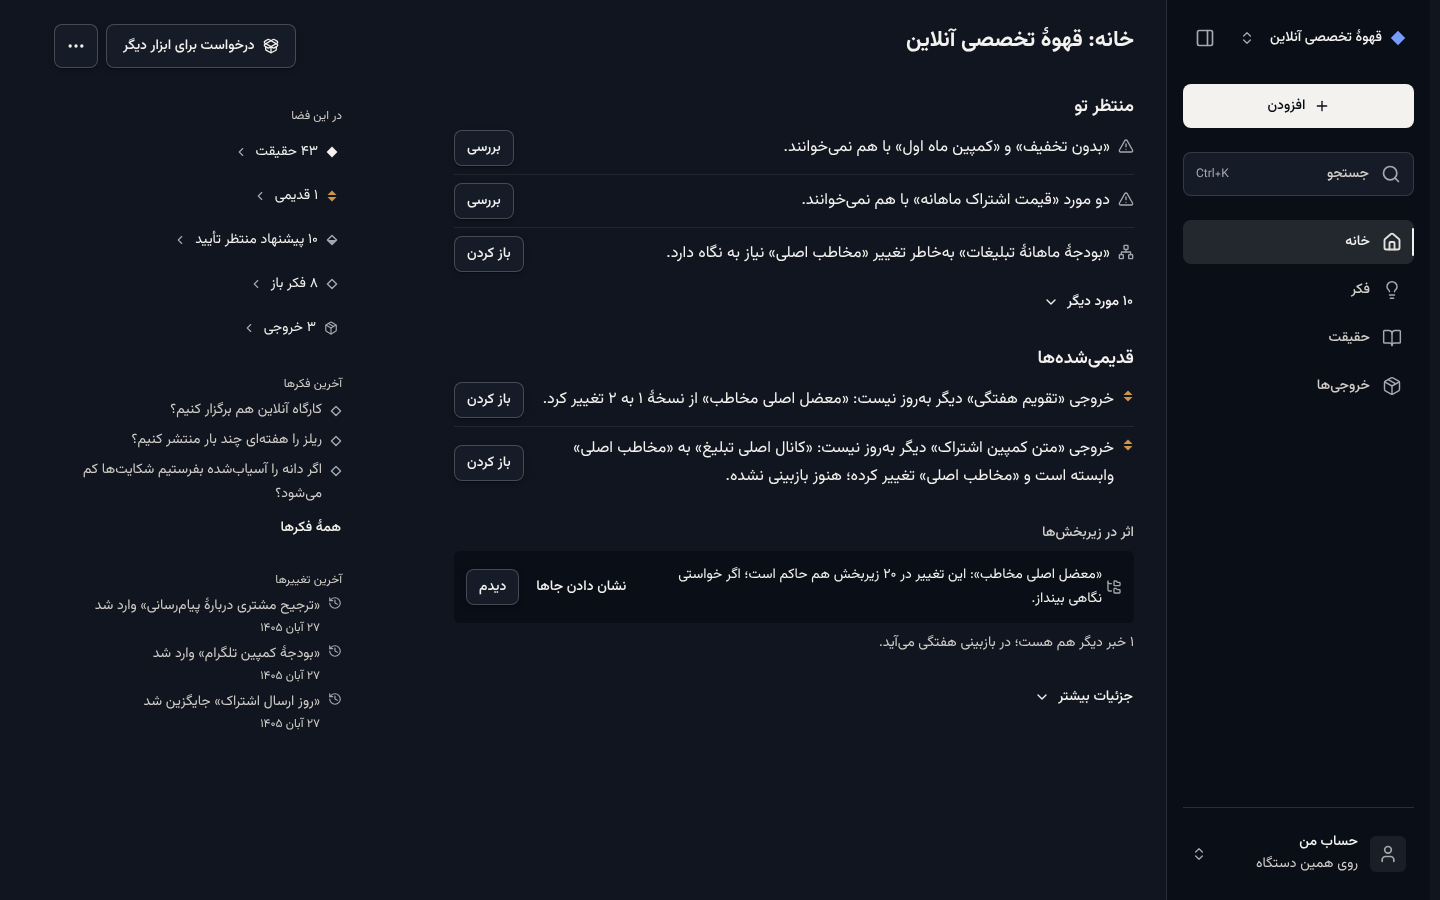 قهوهٔ تخصصی آنلاین
افزودن
جستجو
Ctrl+K
خانه
فکر
حقیقت
خروجی‌ها
حساب من
روی همین دستگاه
خانه: قهوهٔ تخصصی آنلاین
درخواست برای ابزار دیگر
منتظر تو
«بدون تخفیف» و «کمپین ماه اول» با هم نمی‌خوانند.
بررسی
دو مورد «قیمت اشتراک ماهانه» با هم نمی‌خوانند.
بررسی
«بودجهٔ ماهانهٔ تبلیغات» به‌خاطر تغییر «مخاطب اصلی» نیاز به نگاه دارد.
باز کردن
۱۰ مورد دیگر
قدیمی‌شده‌ها
خروجی «تقویم هفتگی» دیگر به‌روز نیست: «معضل اصلی مخاطب» از نسخهٔ ۱ به ۲ تغییر کرد.
باز کردن
خروجی «متن کمپین اشتراک» دیگر به‌روز نیست: «کانال اصلی تبلیغ» به «مخاطب اصلی»
وابسته است و «مخاطب اصلی» تغییر کرده؛ هنوز بازبینی نشده.
باز کردن
اثر در زیربخش‌ها
«معضل اصلی مخاطب»: این تغییر در ۲۰ زیربخش هم حاکم است؛ اگر خواستی
نگاهی بینداز.
نشان دادن جاها
دیدم
۱ خبر دیگر هم هست؛ در بازبینی هفتگی می‌آید.
جزئیات بیشتر
در این فضا
۴۳ حقیقت
۱ قدیمی
۱۰ پیشنهاد منتظر تأیید
۸ فکر باز
۳ خروجی
آخرین فکرها
کارگاه آنلاین هم برگزار کنیم؟
ریلز را هفته‌ای چند بار منتشر کنیم؟
اگر دانه را آسیاب‌شده بفرستیم شکایت‌ها کم
می‌شود؟
همهٔ فکرها
آخرین تغییرها
«ترجیح مشتری دربارهٔ پیام‌رسانی» وارد شد
۲۷ آبان ۱۴۰۵
«بودجهٔ کمپین تلگرام» وارد شد
۲۷ آبان ۱۴۰۵
«روز ارسال اشتراک» جایگزین شد
۲۷ آبان ۱۴۰۵